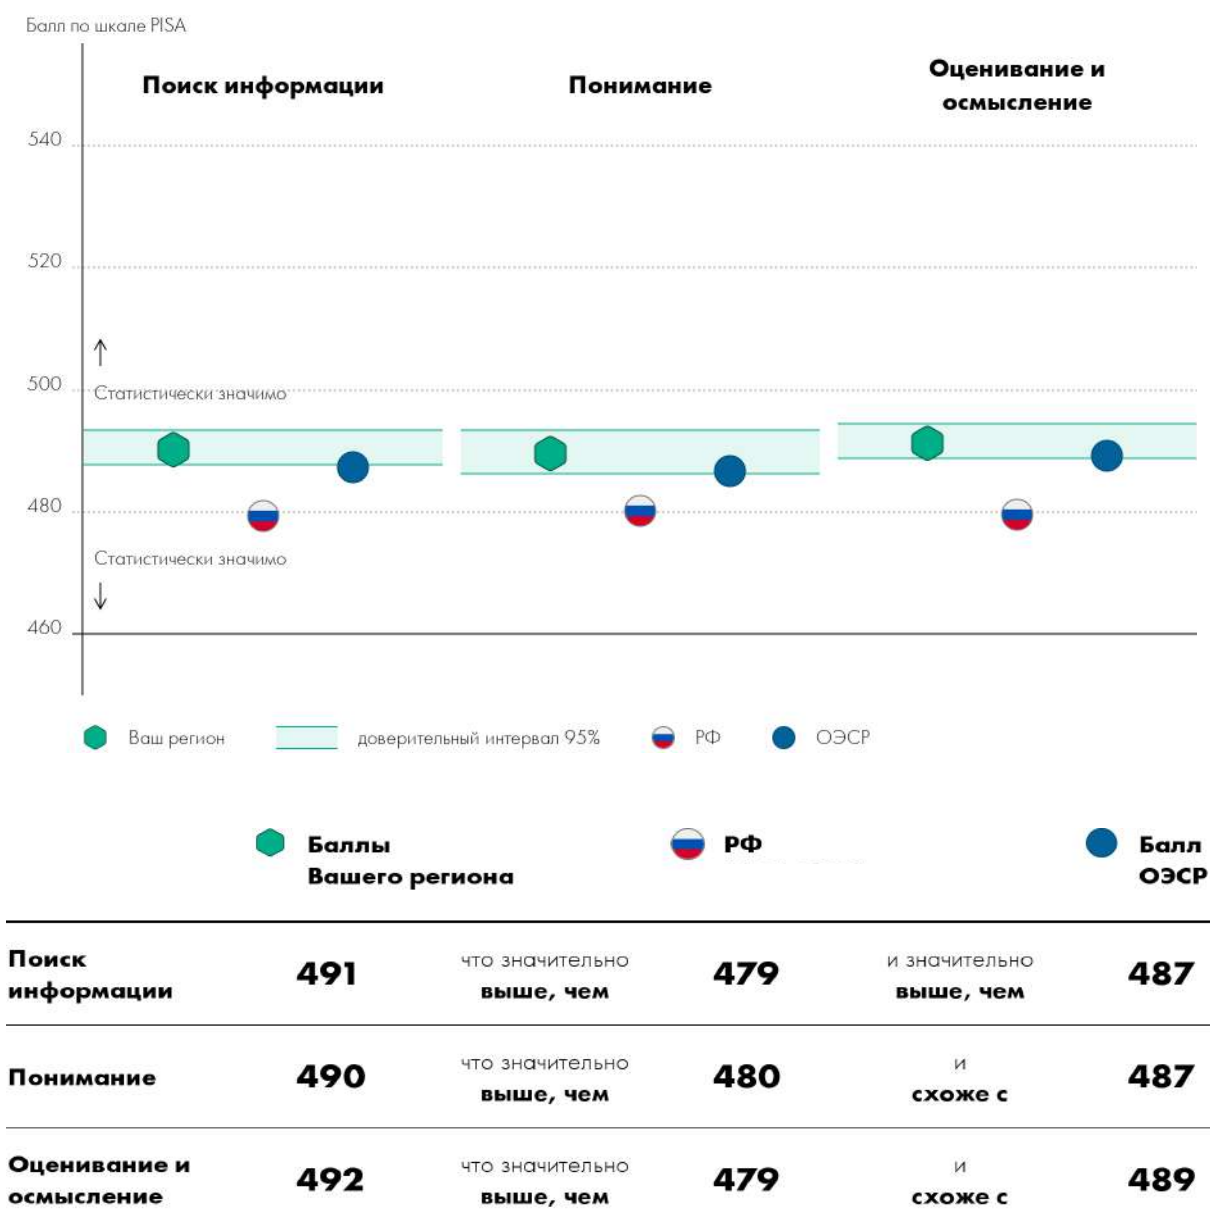 Балл по шкале PISA
Поиск информации
Понимание
Оценивание и
осмысление
540
520
500
Статистически значимо
480
Статистически значимо
460
Ваш регион
доверительный интервал 95%
РФ
ОЭСР
Баллы
Вашего региона
РФ
Балл
ОЭСР
Поиск
информации
491
что значительно
выше, чем
479
и значительно
выше, чем
487
Понимание
490
что значительно
выше, чем
480
и
схоже с
487
Оценивание и
осмысление
492
что значительно
выше, чем
479
и
схоже с
489